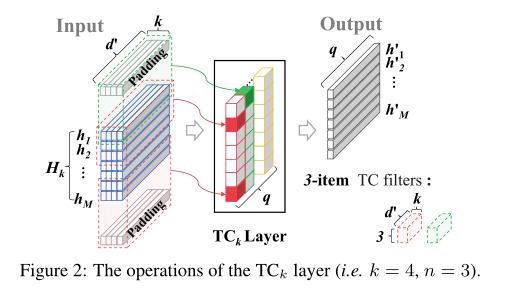 Input
Output
k
d'
Padding
q
h'1
h'2
⋮
h'M
h1
h2
⋮
hM
Hk
Padding
q
TCk Layer
3-item TC filters :
d'
k
3
Figure 2: The operations of the TCk layer (i.e. k = 4, n = 3).